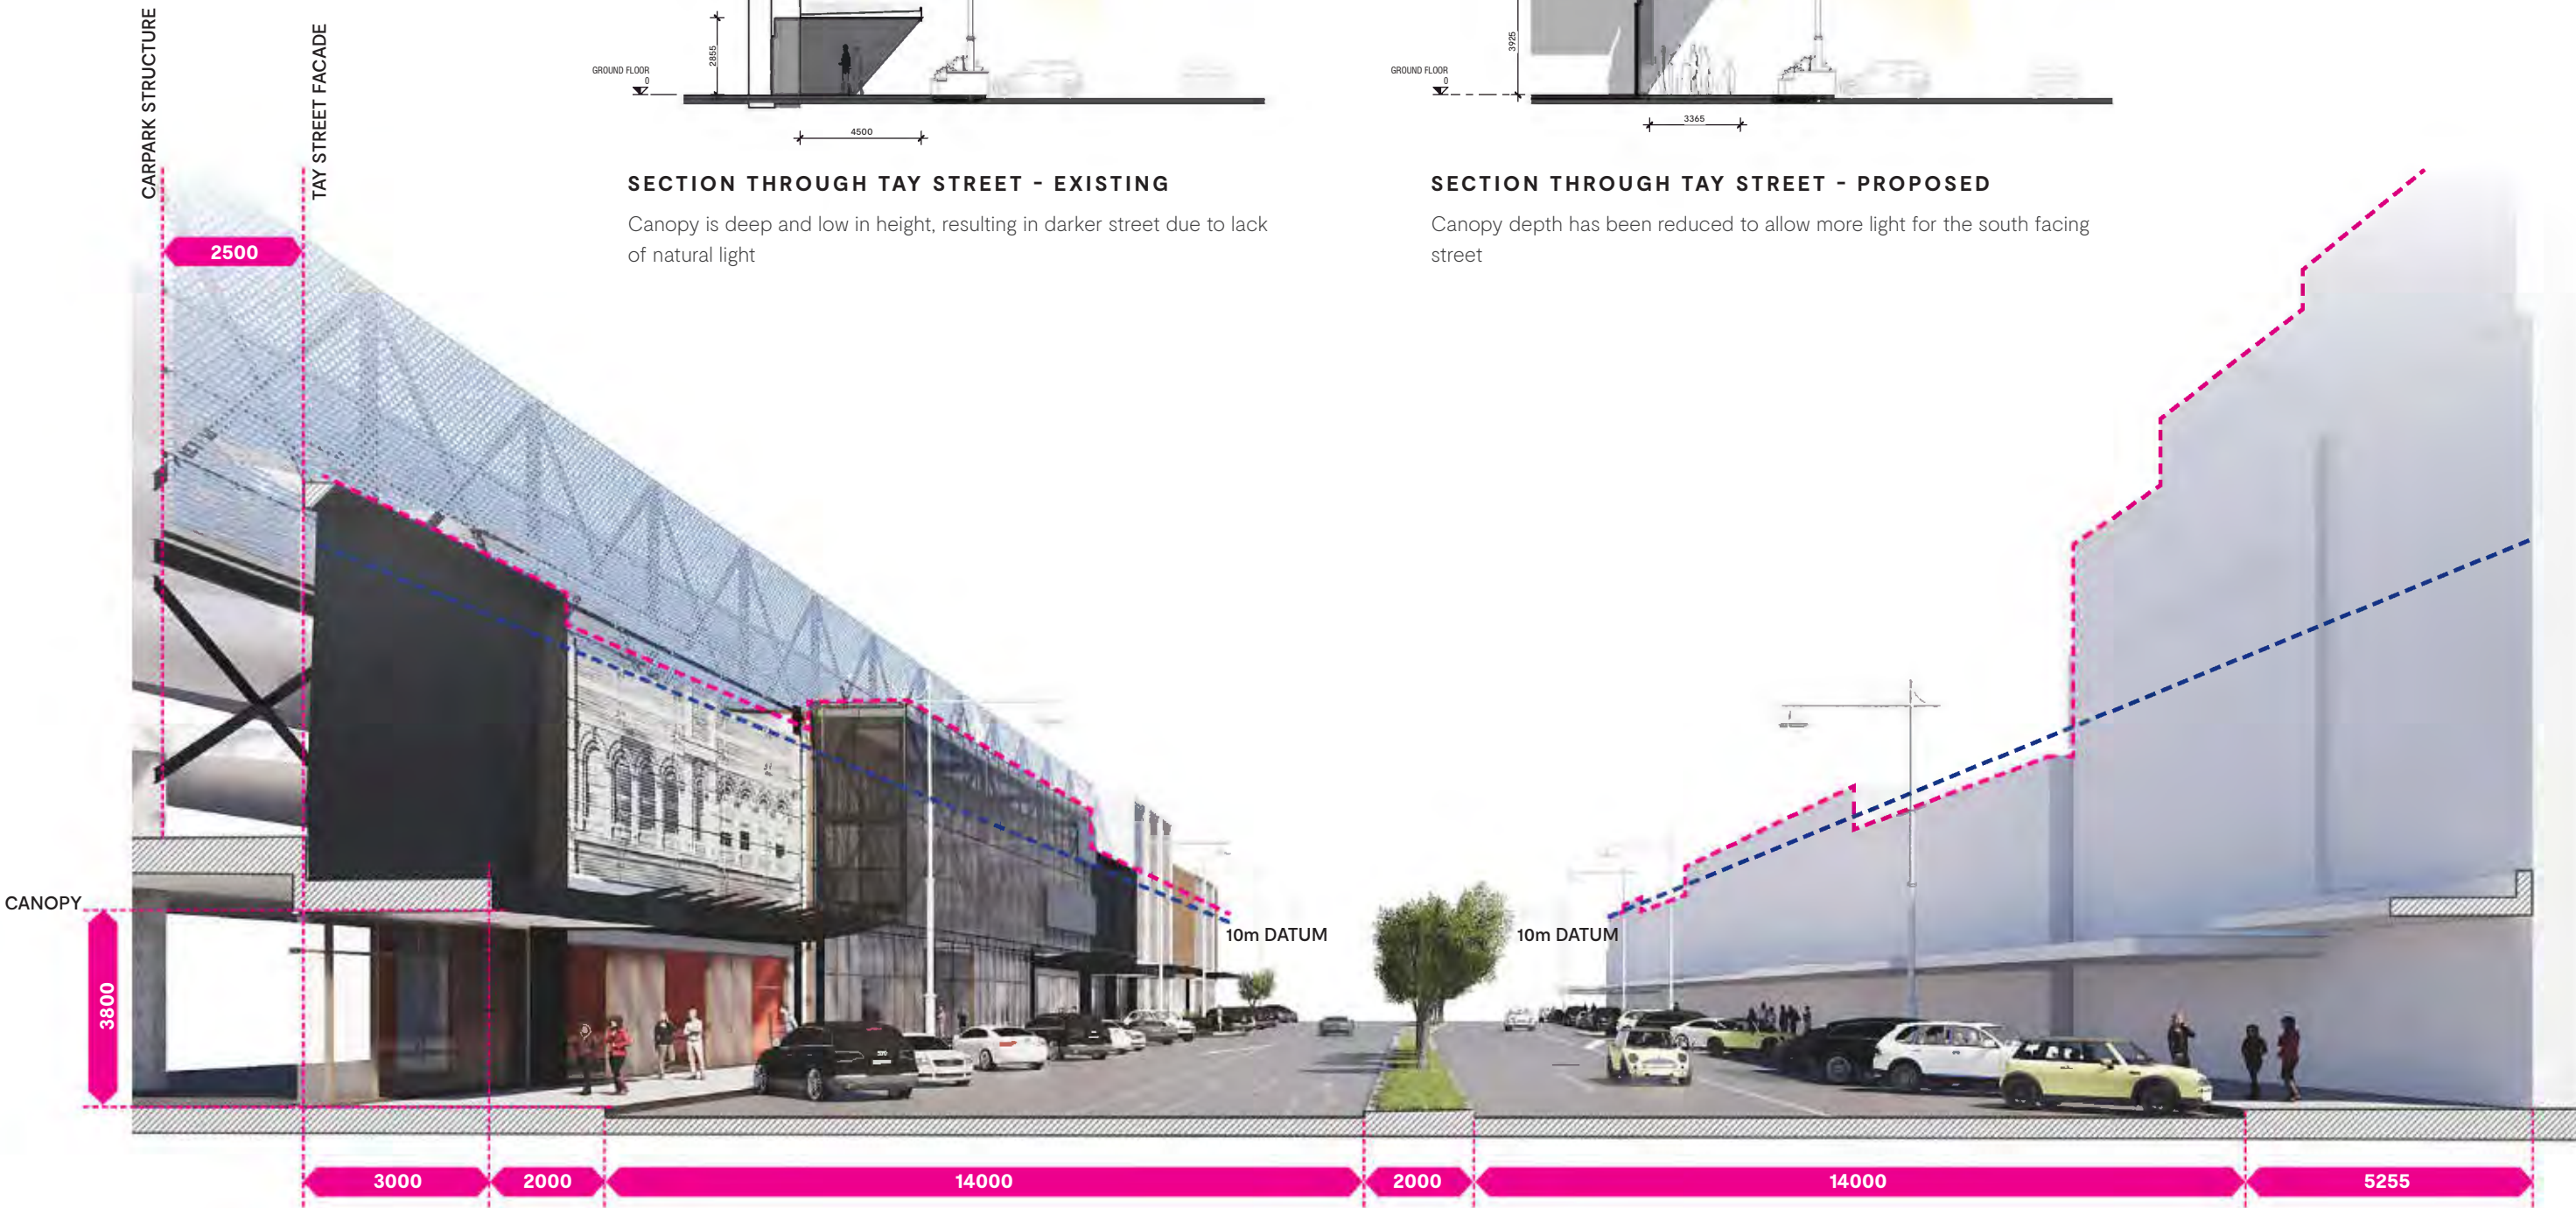 CARPARK STRUCTURE
TAY STREET FACADE
2855
GROUND FLOOR
0
4500
3925
GROUND FLOOR
0
3365
SECTION THROUGH TAY STREET - EXISTING
Canopy is deep and low in height, resulting in darker street due to lack
of natural light
SECTION THROUGH TAY STREET - PROPOSED
Canopy depth has been reduced to allow more light for the south facing
street
2500
CANOPY
10m DATUM
10m DATUM
3800
3000
2000
14000
2000
14000
5255